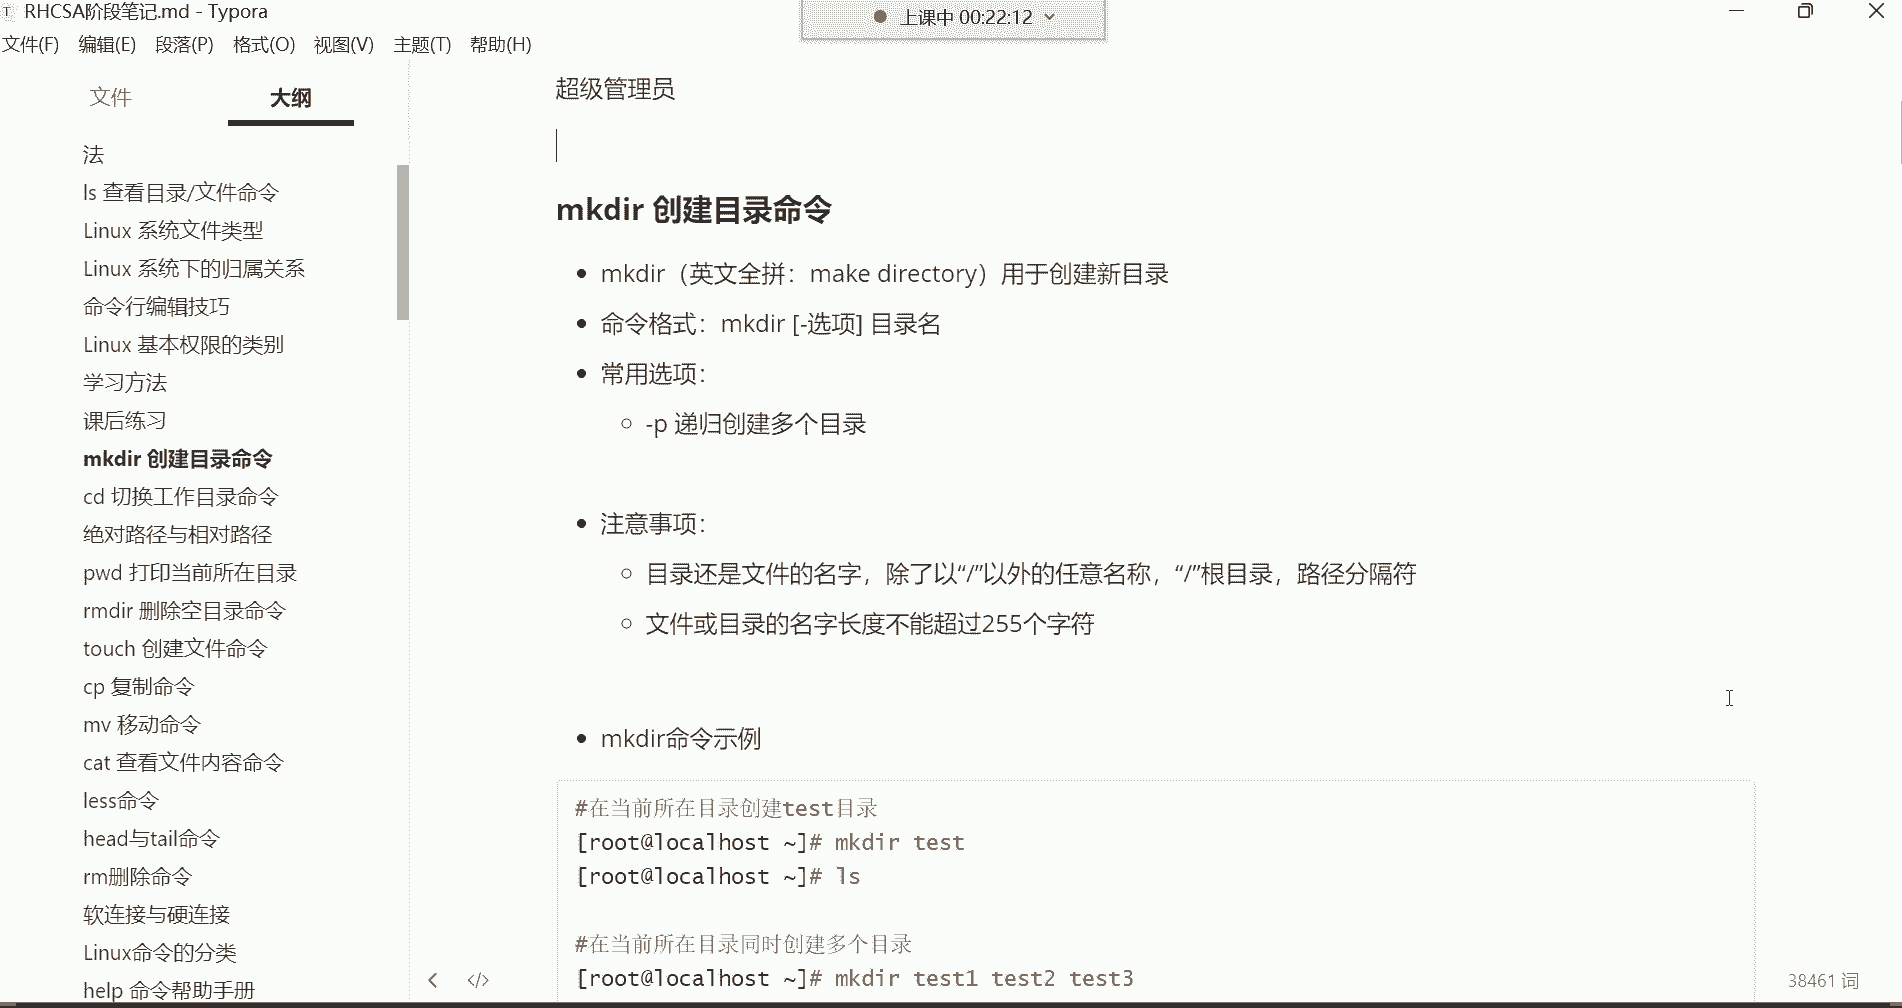 RHCSA阶段笔记.md - Typora
上课中 00:22:12
文件(F) 编辑(E) 段落(P) 格式(O) 视图(V) 主题(T) 帮助(H)
文件 大纲
法
ls 查看目录/文件命令
Linux 系统文件类型
Linux 系统下的归属关系
命令行编辑技巧
Linux 基本权限的类别
学习方法
课后练习
mkdir 创建目录命令
cd 切换工作目录命令
绝对路径与相对路径
pwd 打印当前所在目录
rmdir 删除空目录命令
touch 创建文件命令
cp 复制命令
mv 移动命令
cat 查看文件内容命令
less命令
head与tail命令
rm删除命令
软连接与硬连接
Linux命令的分类
help 命令帮助手册
超级管理员
mkdir 创建目录命令
• mkdir（英文全拼：make directory）用于创建新目录
• 命令格式：mkdir [-选项] 目录名
• 常用选项：
○ -p 递归创建多个目录
• 注意事项：
○ 目录还是文件的名字，除了以“/”以外的任意名称，“/”根目录，路径分隔符
○ 文件或目录的名字长度不能超过255个字符
• mkdir命令示例
#在当前所在目录创建test目录
[root@localhost ~]# mkdir test
[root@localhost ~]# ls
#在当前所在目录同时创建多个目录
[root@localhost ~]# mkdir test1 test2 test3
38461 词